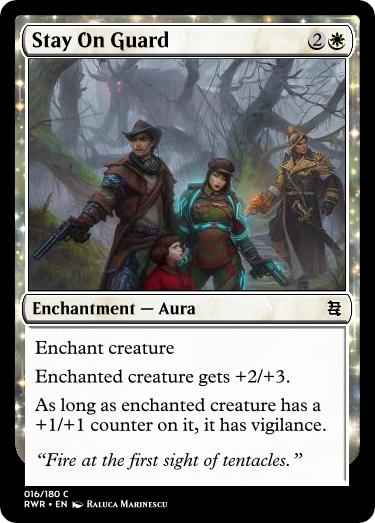 Stay On Guard 2
Enchantment — Aura
Enchant creature
Enchanted creature gets +2/+3.
As long as enchanted creature has a
+1/+1 counter on it, it has vigilance.
“Fire at the first sight of tentacles.”
016/180 C
RWR • EN Raluca Marinescu